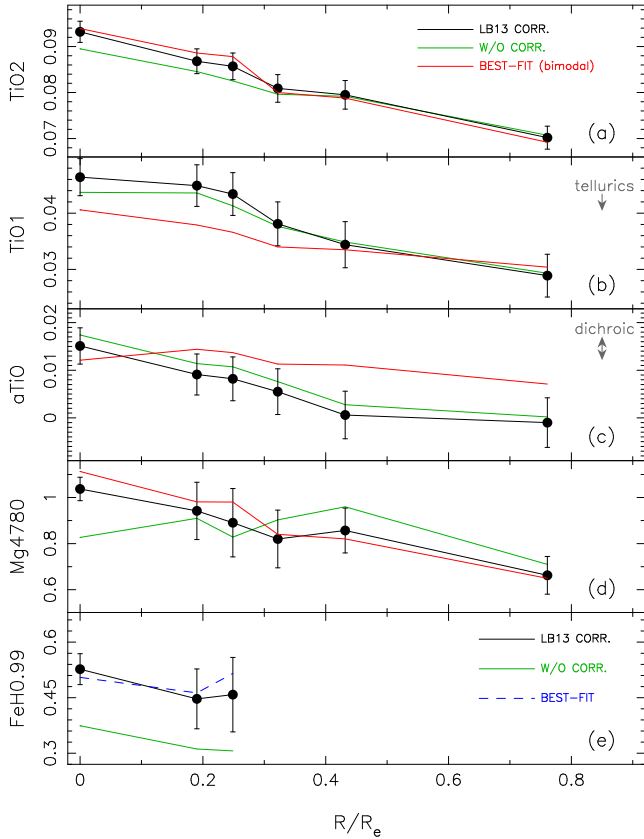 LB13 CORR.
W/O CORR.
BEST-FIT (bimodal)
0.09
0.08
0.07
TiO2
(a)
tellurics
0.04
0.03
TiO1
(b)
dichroic
0.02
0.01
0
aTiO
(c)
1
0.8
0.6
Mg4780
(d)
LB13 CORR.
W/O CORR.
BEST-FIT
0.6
0.45
0.3
FeH0.99
(e)
0 0.2 0.4 0.6 0.8
R/Re